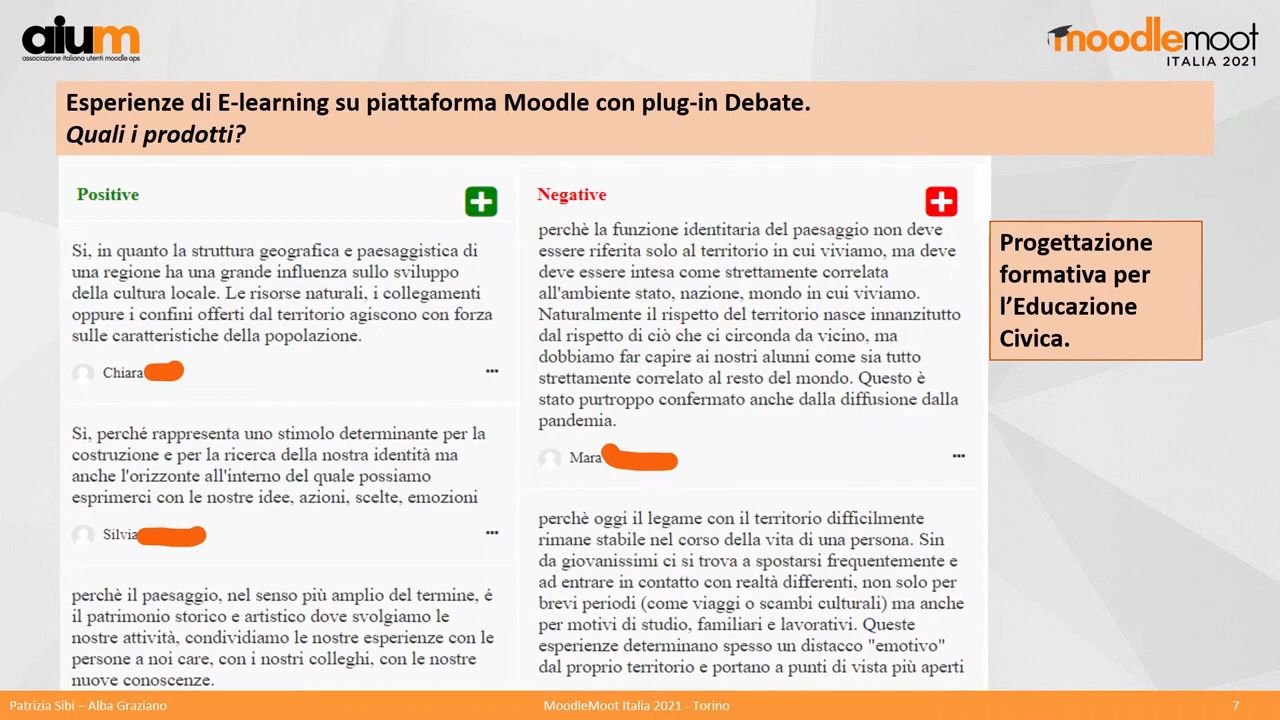 aium
associazione italiana utenti moodle aps
moodlemoot
ITALIA 2021
Esperienze di E-learning su piattaforma Moodle con plug-in Debate.
Quali i prodotti?
Positive
Si, in quanto la struttura geografica e paesaggistica di
una regione ha una grande influenza sullo sviluppo
della cultura locale. Le risorse naturali, i collegamenti
oppure i confini offerti dal territorio agiscono con forza
sulle caratteristiche della popolazione.
Chiara
Sì, perché rappresenta uno stimolo determinante per la
costruzione e per la ricerca della nostra identità ma
anche l'orizzonte all'interno del quale possiamo
esprimerci con le nostre idee, azioni, scelte, emozioni
Silvia
perchè il paesaggio, nel senso più ampio del termine, é
il patrimonio storico e artistico dove svolgiamo le
nostre attività, condividiamo le nostre esperienze con le
persone a noi care, con i nostri colleghi, con le nostre
nuove conoscenze.
Negative
perchè la funzione identitaria del paesaggio non deve
essere riferita solo al territorio in cui viviamo, ma deve
deve essere intesa come strettamente correlata
all'ambiente stato, nazione, mondo in cui viviamo.
Naturalmente il rispetto del territorio nasce innanzitutto
dal rispetto di ciò che ci circonda da vicino, ma
dobbiamo far capire ai nostri alunni come sia tutto
strettamente correlato al resto del mondo. Questo è
stato purtroppo confermato anche dalla diffusione dalla
pandemia.
Mara
perchè oggi il legame con il territorio difficilmente
rimane stabile nel corso della vita di una persona. Sin
da giovanissimi ci si trova a spostarsi frequentemente e
ad entrare in contatto con realtà differenti, non solo per
brevi periodi (come viaggi o scambi culturali) ma anche
per motivi di studio, familiari e lavorativi. Queste
esperienze determinano spesso un distacco "emotivo"
dal proprio territorio e portano a punti di vista più aperti
Progettazione
formativa per
l'Educazione
Civica.
Patrizia Sibi – Alba Graziano
MoodleMoot Italia 2021 - Torino
7